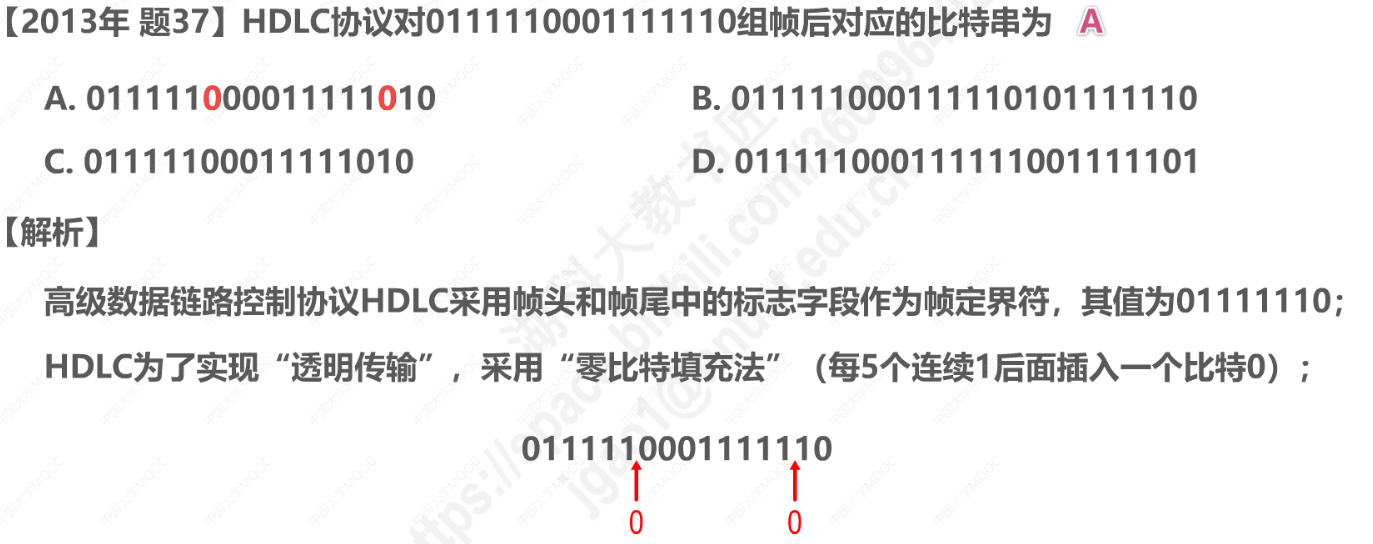 【2013年 题37】HDLC协议对0111110001111110组帧后对应的比特串为 A
A. 011111000011111010
B. 011111000111110101111110
C. 01111100011111010
D. 011111000111111001111101
【解析】
高级数据链路控制协议HDLC采用帧头和帧尾中的标志字段作为帧定界符，其值为01111110；
HDLC为了实现“透明传输”，采用“零比特填充法”（每5个连续1后面插入一个比特0）；
0111110001111110
0 0